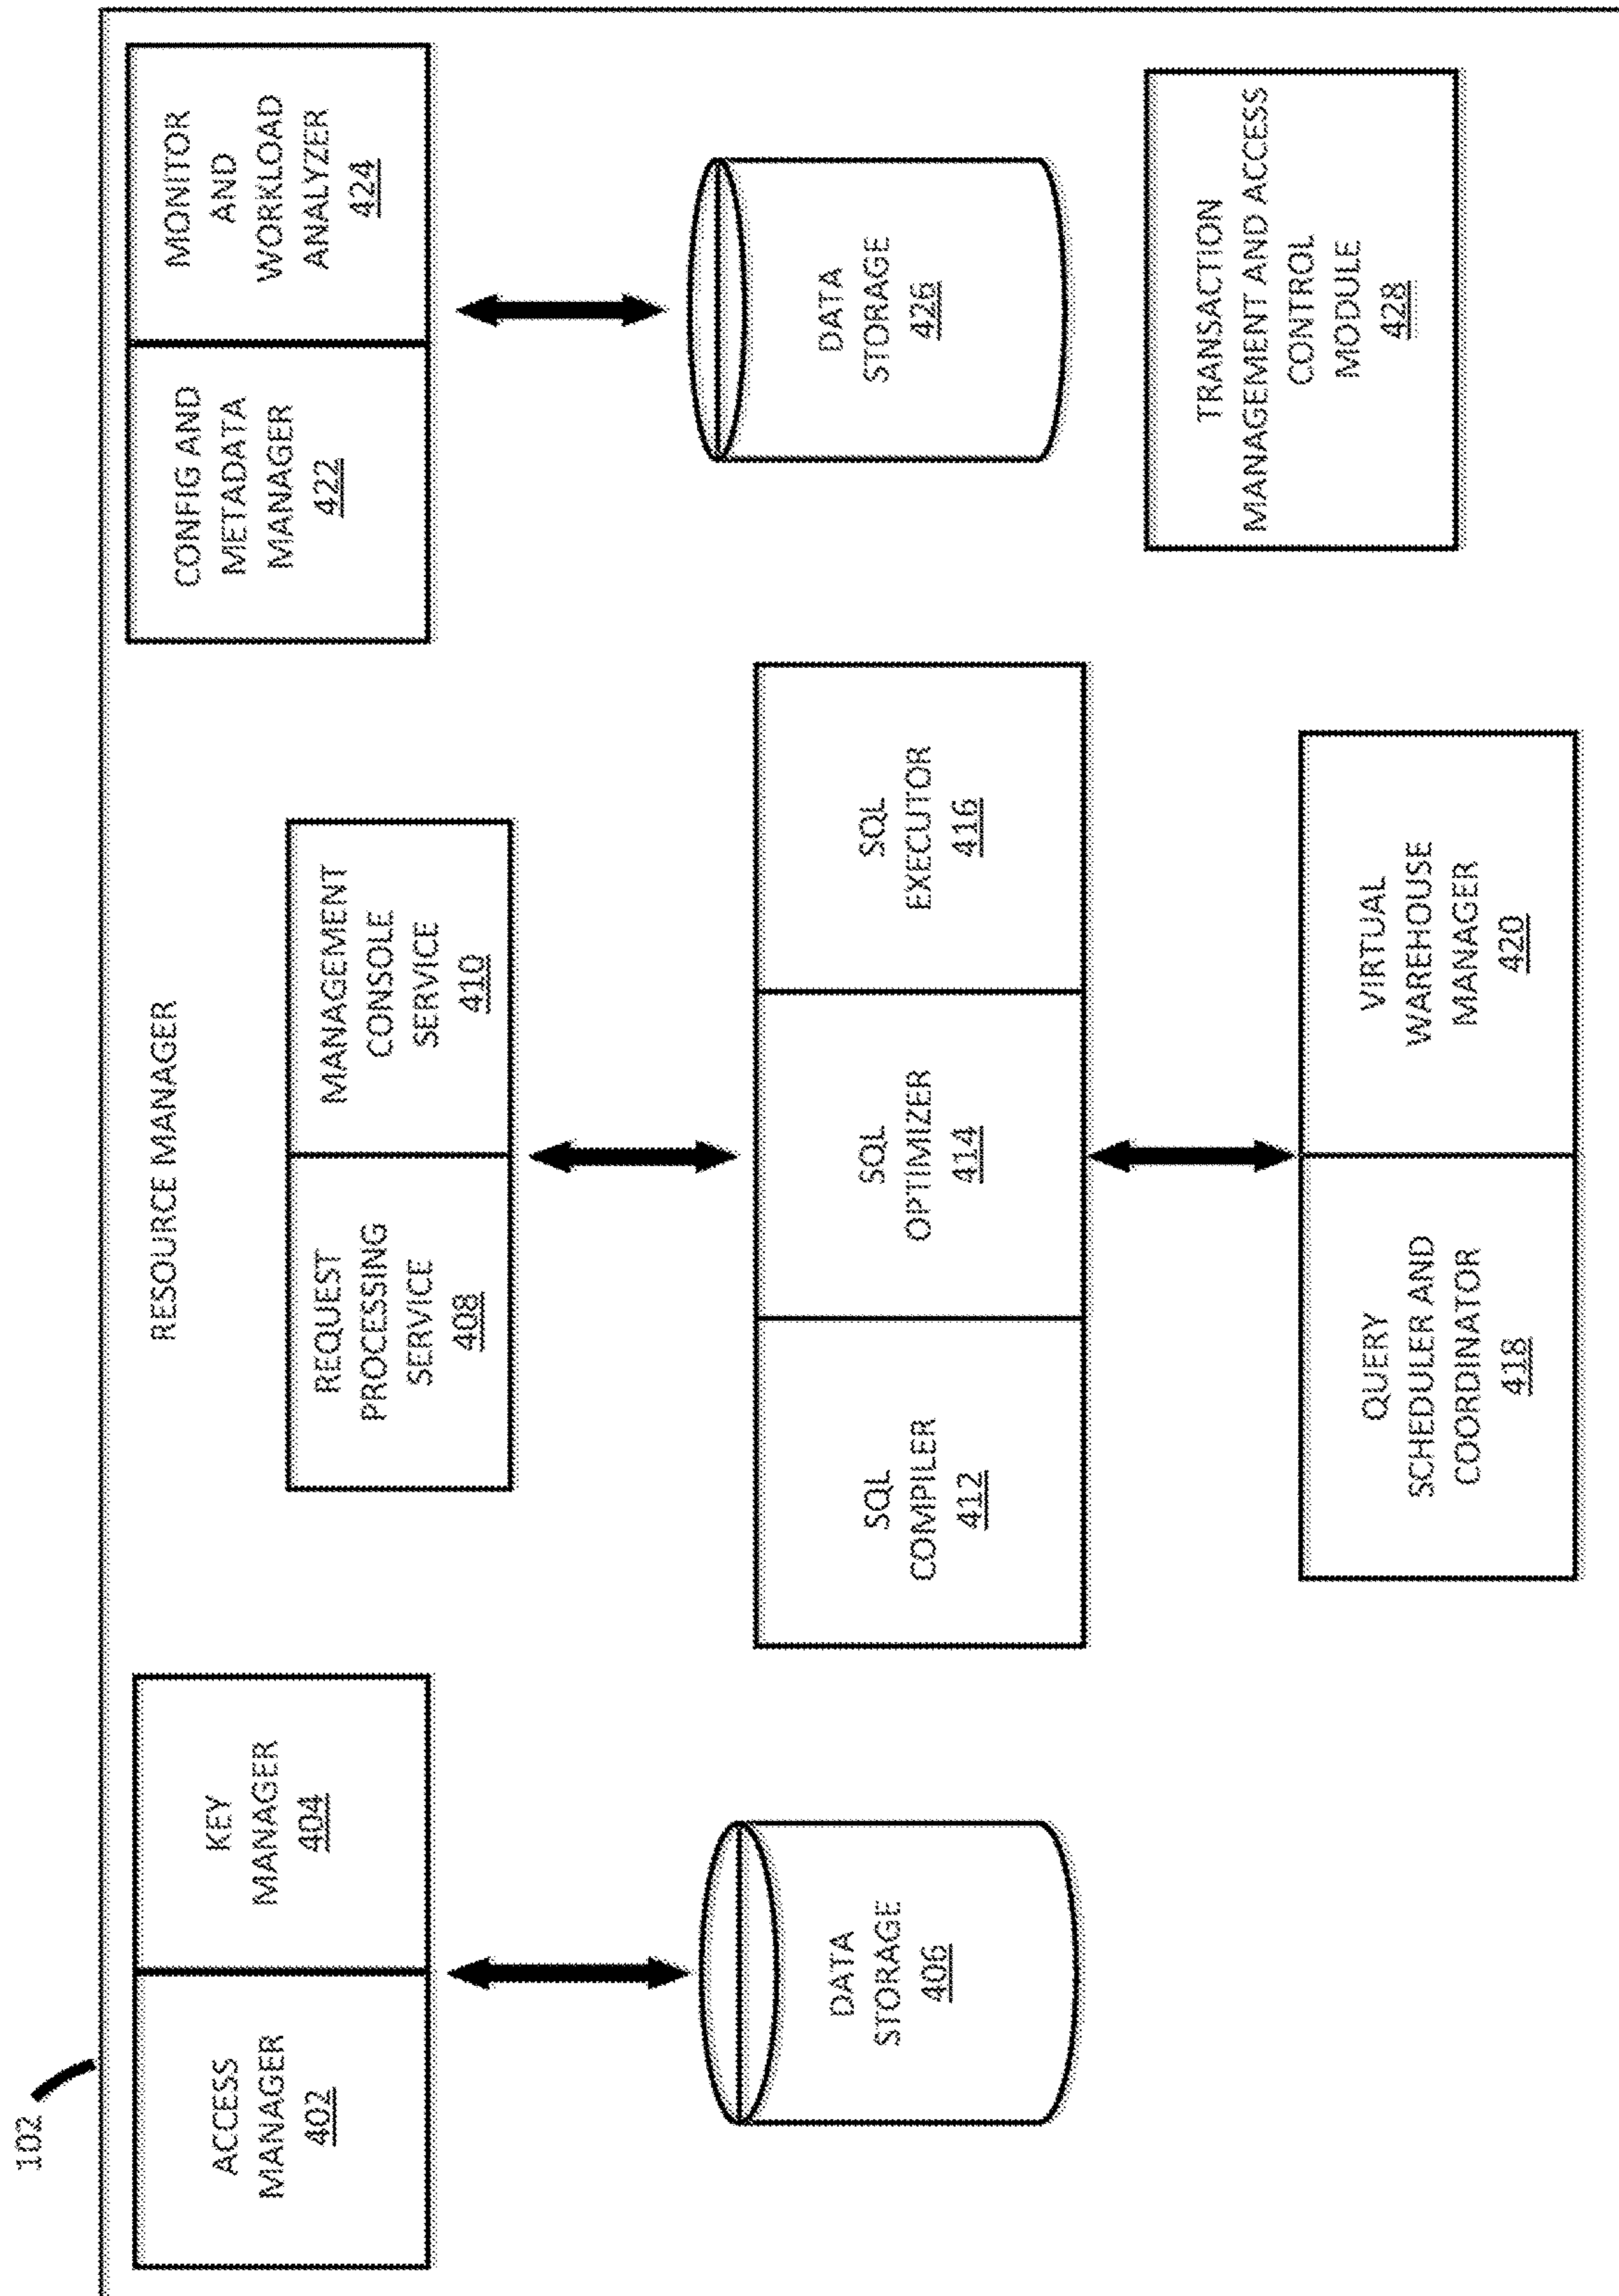 102
RESOURCE MANAGER
ACCESS
MANAGER
402
KEY
MANAGER
404
DATA
STORAGE
406
REQUEST
PROCESSING
SERVICE
408
MANAGEMENT
CONSOLE
SERVICE
410
SQL
COMPILER
412
SQL
OPTIMIZER
414
SQL
EXECUTOR
416
QUERY
SCHEDULER AND
COORDINATOR
418
VIRTUAL
WAREHOUSE
MANAGER
420
CONFIG AND
METADATA
MANAGER
422
MONITOR
AND
WORKLOAD
ANALYZER
424
DATA
STORAGE
426
TRANSACTION
MANAGEMENT AND ACCESS
CONTROL
MODULE
428